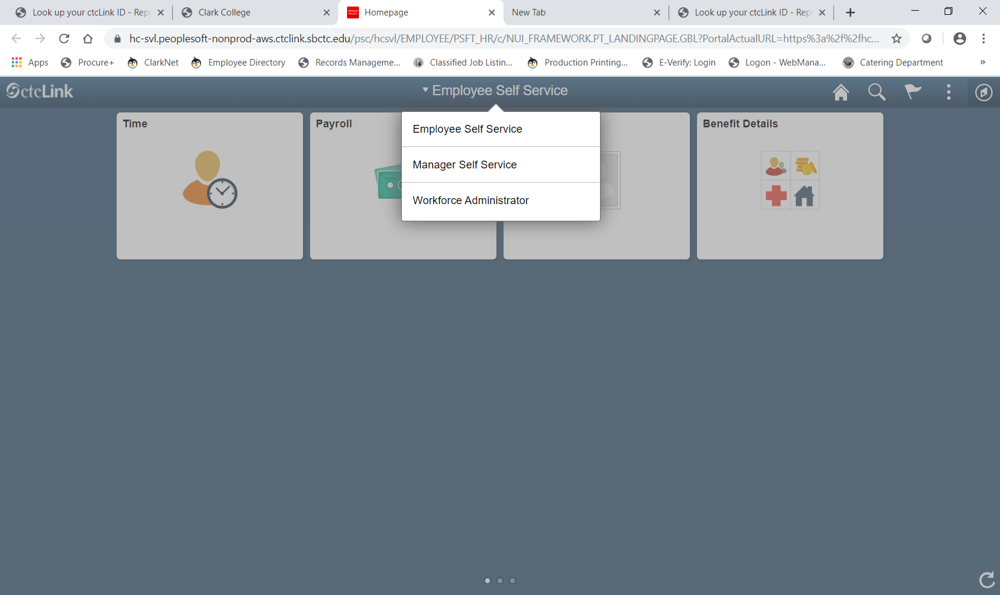 Look up your ctcLink ID - Rep
Clark College
Homepage
New Tab
Look up your ctcLink ID - Rep
hc-svl.peoplesoft-nonprod-aws.ctclink.sbctc.edu/psc/hcsvl/EMPLOYEE/PSFT_HR/c/NUI_FRAMEWORK.PT_LANDINGPAGE.GBL?PortalActualURL=https%3a%2f%2fhc...
Apps
Procure+
ClarkNet
Employee Directory
Records Manageme...
Classified Job Listin...
Production Printing...
E-Verify: Login
Logon - WebMana...
Catering Department
»
ctcLink
Employee Self Service
Time
Payroll
Benefit Details
Employee Self Service
Manager Self Service
Workforce Administrator